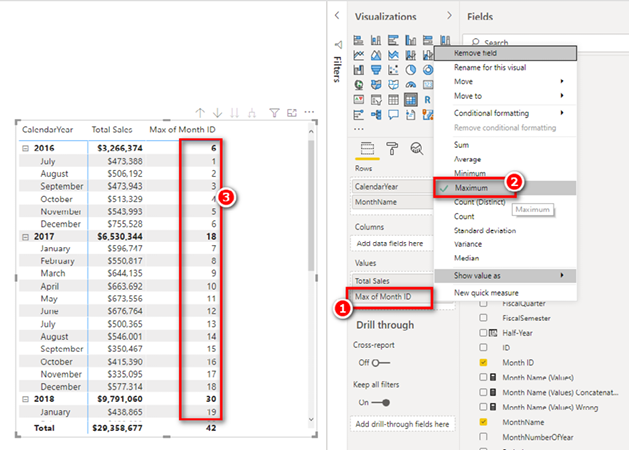 Visualizations
Fields
Search
Filters
Remove field
Rename for this visual
Move
Move to
Conditional formatting
Remove conditional formatting
Sum
Average
Minimum
Maximum
Count (Distinct)
Count
Standard deviation
Variance
Median
Show value as
New quick measure
Maximum
CalendarYear Total Sales Max of Month ID
2016 $3,266,374 6
July $473,388 1
August $506,192 2
September $473,943 3
October $513,329 4
November $543,993 5
December $755,528 6
2017 $6,530,344 18
January $596,747 7
February $550,817 8
March $644,135 9
April $663,692 10
May $673,556 11
June $676,764 12
July $500,365 13
August $546,001 14
September $350,467 15
October $415,390 16
November $335,095 17
December $577,314 18
2018 $9,791,060 30
January $438,865 19
Total $29,358,677 42
R
Rows
CalendarYear
MonthName
Columns
Add data fields here
Values
Total Sales
Max of Month ID
Drill through
Cross-report
Off
Keep all filters
On
Add drill-through fields here
1
2
3
FiscalQuarter
FiscalSemester
Half-Year
ID
Month ID
Month Name (Values)
Month Name (Values) Concatenat...
Month Name (Values) Wrong
MonthName
MonthNumberOfYear